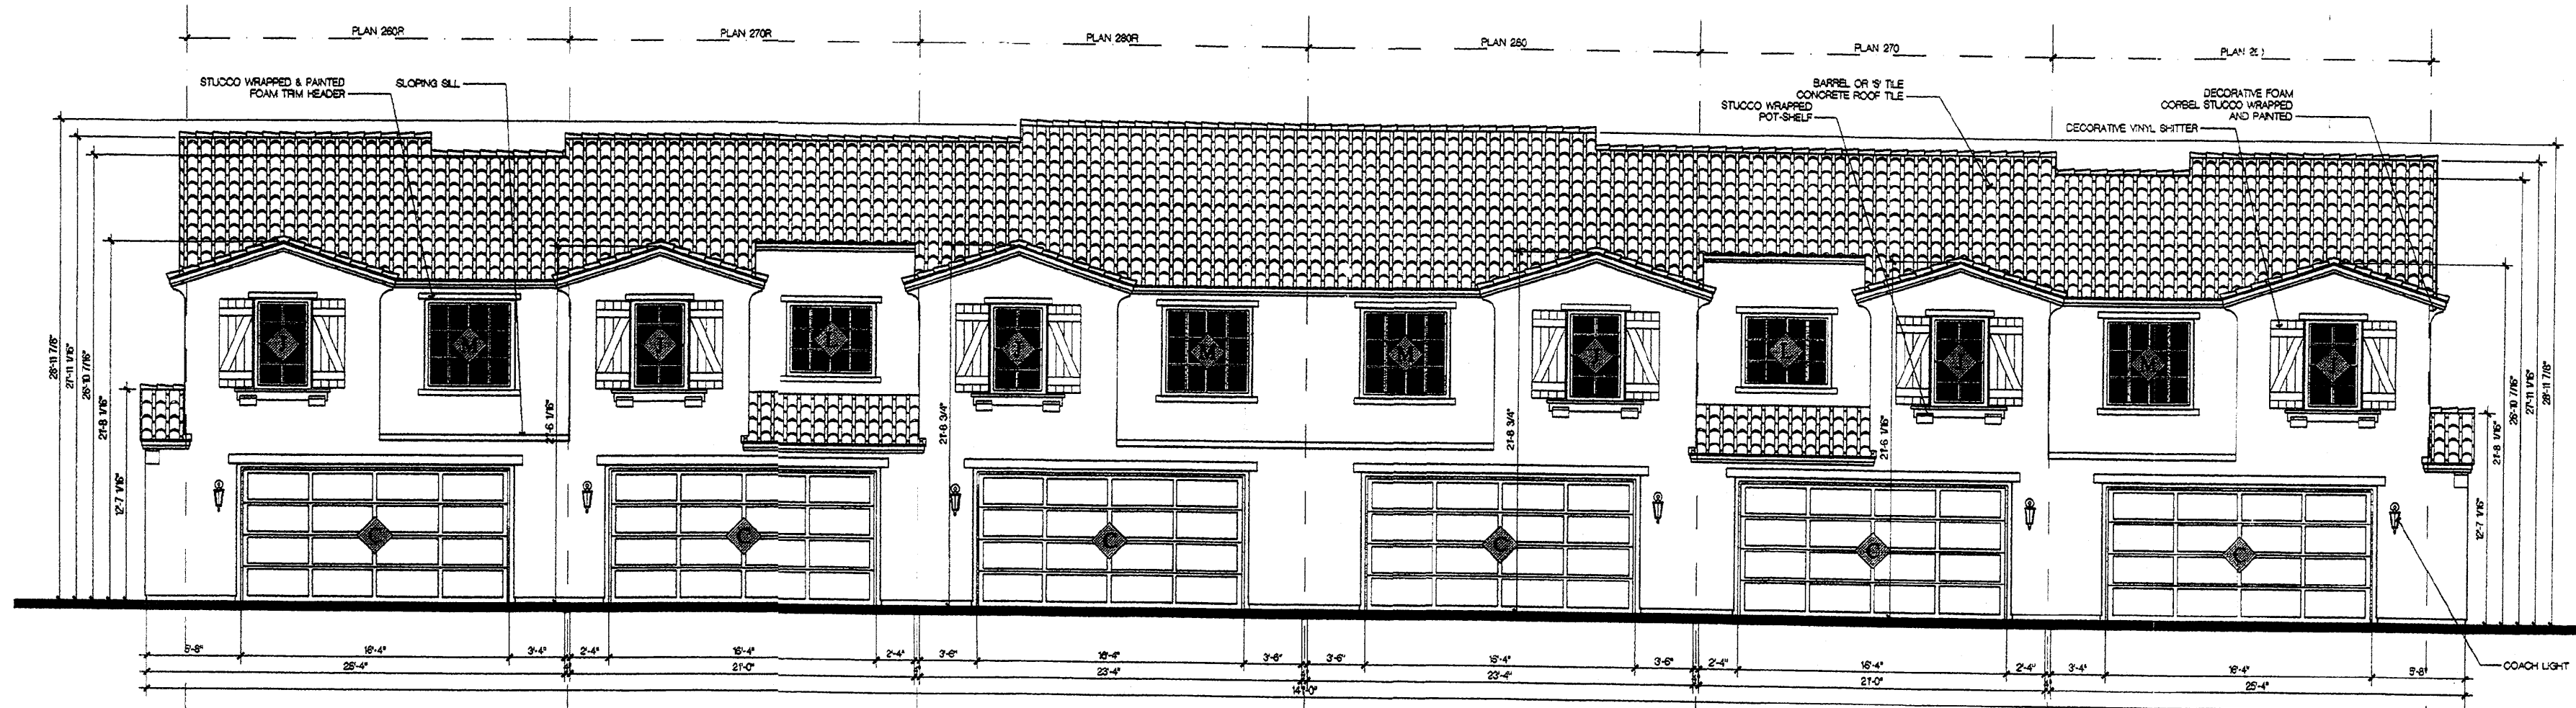 PLAN 260R
PLAN 270R
PLAN 280R
PLAN 280
PLAN 270
PLAN
STUCCO WRAPPED & PAINTED
FOAM TRIM HEADER
SLOPING SILL
BARREL OR 'S' TILE
CONCRETE ROOF TILE
STUCCO WRAPPED
POT-SHELF
DECORATIVE FOAM
CORBEL STUCCO WRAPPED
AND PAINTED
DECORATIVE VINYL SHTTER
28'-11 7/8"
27'-11 1/16"
26'-10 7/16"
21'-8 1/16"
12'-7 1/16"
21'-6 1/16"
21'-8 3/4"
21'-8 3/4"
21'-6 1/16"
12'-7 1/16"
21'-8 1/16"
26'-10 7/16"
27'-11 1/16"
28'-11 7/8"
M
L
M
M
L
M
C
C
C
C
C
C
COACH LIGHT
5'-8"
16'-4"
3'-4"
2'-4"
16'-4"
2'-4"
3'-6"
16'-4"
3'-6"
3'-6"
16'-4"
3'-6"
2'-4"
16'-4"
2'-4"
3'-4"
16'-4"
5'-8"
21'-0"
23'-4"
23'-4"
21'-0"
25'-4"